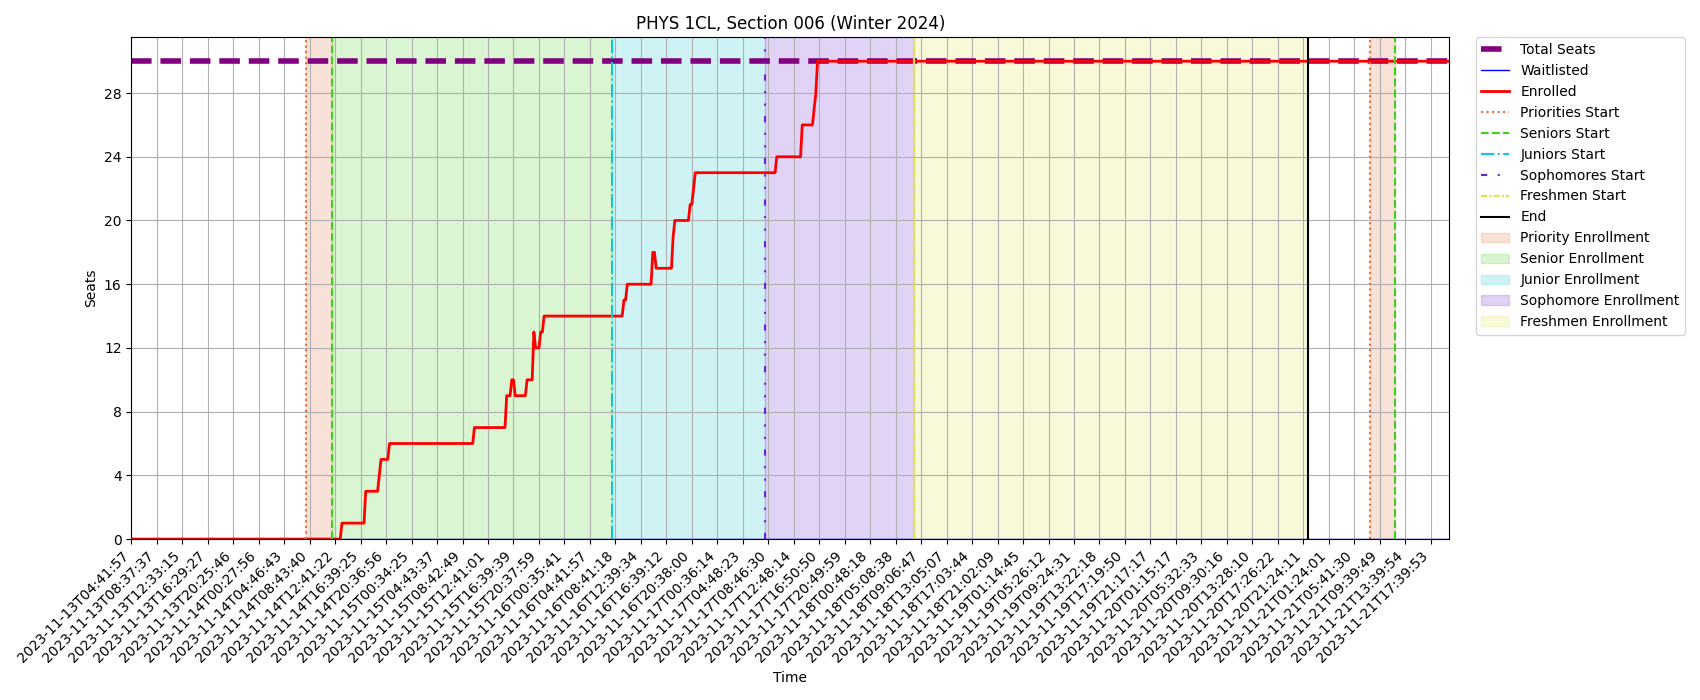 PHYS 1CL, Section 006 (Winter 2024)
Seats
28
24
20
16
12
8
4
0
2023-11-13T04:41:57
2023-11-13T08:37:37
2023-11-13T12:33:15
2023-11-13T16:29:27
2023-11-13T20:25:46
2023-11-14T00:27:56
2023-11-14T04:46:43
2023-11-14T08:43:40
2023-11-14T12:41:22
2023-11-14T16:39:25
2023-11-14T20:36:56
2023-11-15T00:34:25
2023-11-15T04:43:37
2023-11-15T08:42:49
2023-11-15T12:41:01
2023-11-15T16:39:39
2023-11-15T20:37:59
2023-11-16T00:35:41
2023-11-16T04:41:57
2023-11-16T08:41:18
2023-11-16T12:39:34
2023-11-16T16:39:12
2023-11-16T20:38:00
2023-11-17T00:36:14
2023-11-17T04:48:23
2023-11-17T08:46:30
2023-11-17T12:48:14
2023-11-17T16:50:50
2023-11-17T20:49:59
2023-11-18T00:48:18
2023-11-18T05:08:38
2023-11-18T09:06:47
2023-11-18T13:05:07
2023-11-18T17:03:44
2023-11-18T21:02:09
2023-11-19T01:14:45
2023-11-19T05:26:12
2023-11-19T09:24:31
2023-11-19T13:22:18
2023-11-19T17:19:50
2023-11-19T21:17:17
2023-11-20T01:15:17
2023-11-20T05:32:33
2023-11-20T09:30:16
2023-11-20T13:28:10
2023-11-20T17:26:22
2023-11-20T21:24:11
2023-11-21T01:24:01
2023-11-21T05:41:30
2023-11-21T09:39:49
2023-11-21T13:39:54
2023-11-21T17:39:53
Time
Total Seats
Waitlisted
Enrolled
Priorities Start
Seniors Start
Juniors Start
Sophomores Start
Freshmen Start
End
Priority Enrollment
Senior Enrollment
Junior Enrollment
Sophomore Enrollment
Freshmen Enrollment